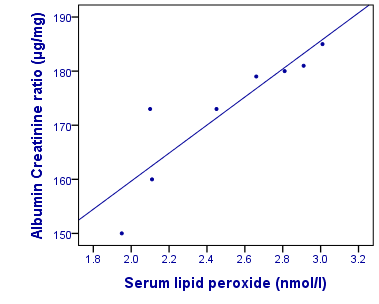 Albumin Creatinine ratio (µg/mg)
190
180
170
160
150
1.8 2.0 2.2 2.4 2.6 2.8 3.0 3.2
Serum lipid peroxide (nmol/l)